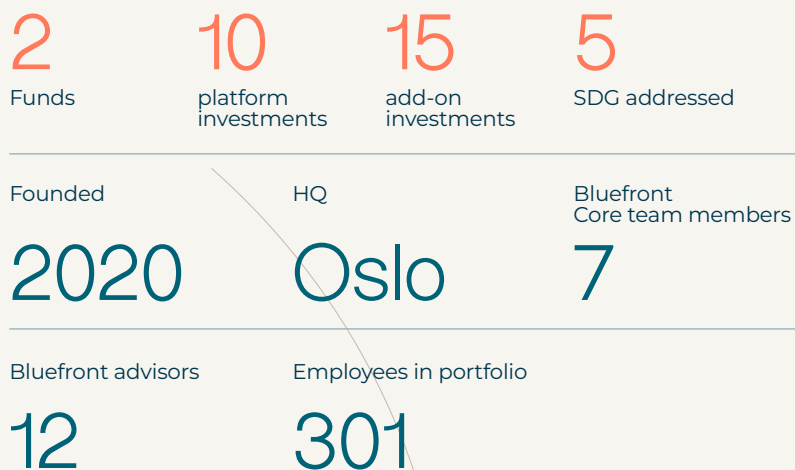 2
10
15
5
Funds
platform
investments
add-on
investments
SDG addressed
Founded
HQ
Bluefront
Core team members
2020
Oslo
7
Bluefront advisors
Employees in portfolio
12
301